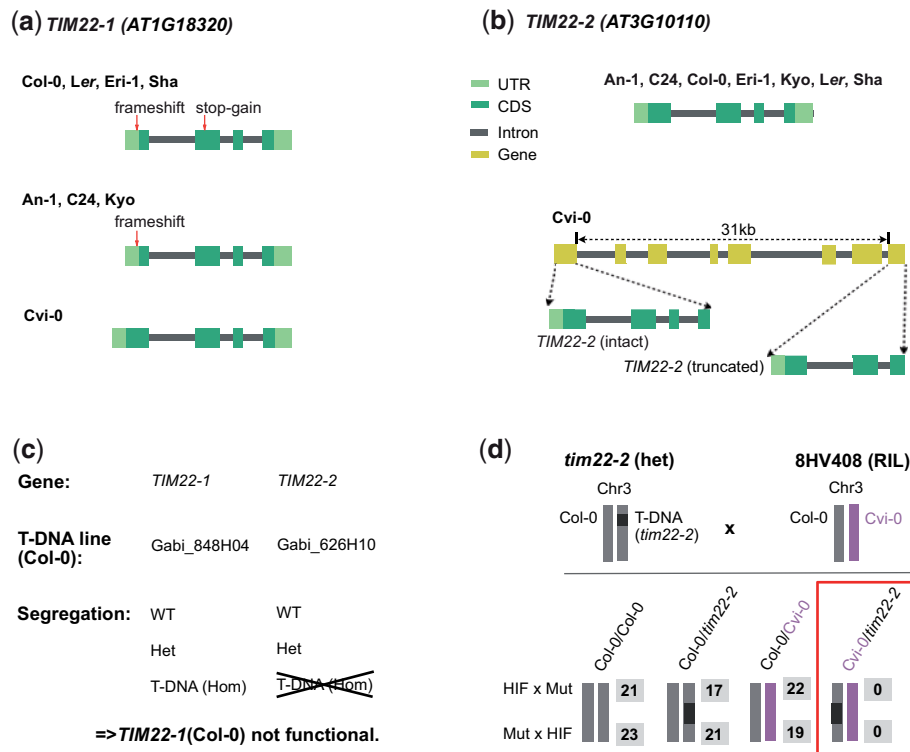 (a) TIM22-1 (AT1G18320)
Col-0, Ler, Eri-1, Sha
frameshift stop-gain
An-1, C24, Kyo
frameshift
Cvi-0
(b) TIM22-2 (AT3G10110)
UTR
CDS
Intron
Gene
An-1, C24, Col-0, Eri-1, Kyo, Ler, Sha
Cvi-0
31kb
TIM22-2 (intact)
TIM22-2 (truncated)
(c)
Gene: TIM22-1 TIM22-2
T-DNA line
(Col-0): Gabi_848H04 Gabi_626H10
Segregation: WT WT
Het Het
T-DNA (Hom) T-DNA (Hom)
=>TIM22-1(Col-0) not functional.
(d)
tim22-2 (het) 8HV408 (RIL)
Chr3 Chr3
Col-0 T-DNA
(tim22-2) x Col-0 Cvi-0
Col-0/Col-0 Col-0/tim22-2 Col-0/Cvi-0 Cvi-0/tim22-2
HIF x Mut 21 17 22 0
Mut x HIF 23 21 19 0